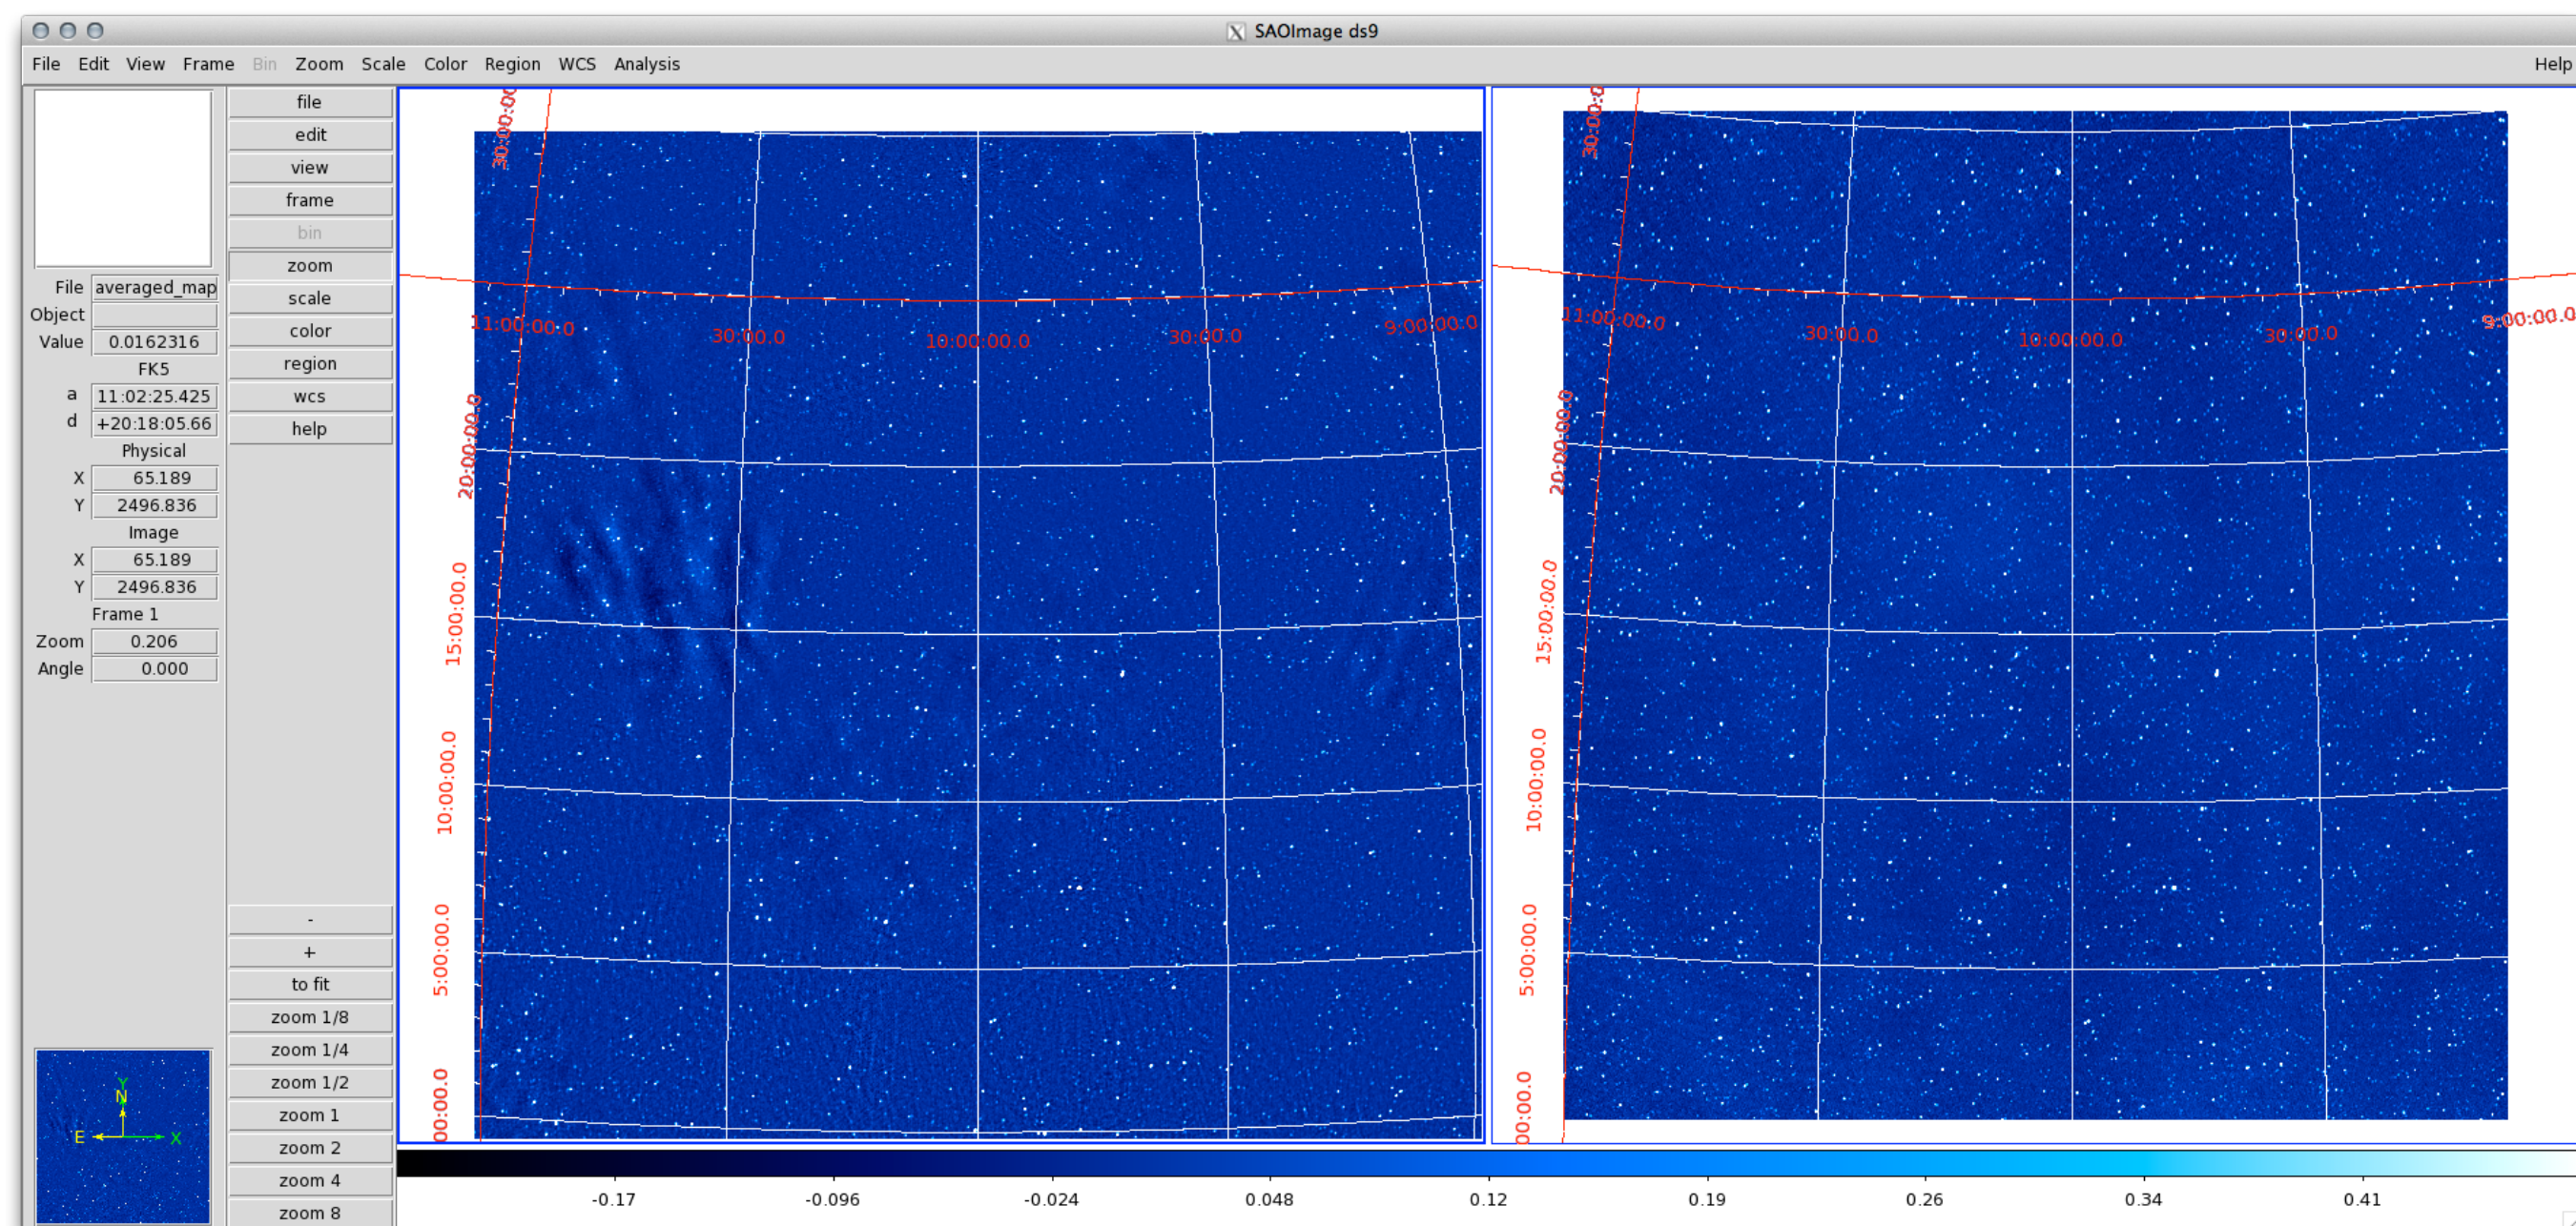 SAOImage ds9
File Edit View Frame Bin Zoom Scale Color Region WCS Analysis Help
file
edit
view
frame
bin
zoom
scale
color
region
wcs
help
File averaged_map
Object
Value 0.0162316
FK5
a 11:02:25.425
d +20:18:05.66
Physical
X 65.189
Y 2496.836
Image
X 65.189
Y 2496.836
Frame 1
Zoom 0.206
Angle 0.000
-
+
to fit
zoom 1/8
zoom 1/4
zoom 1/2
zoom 1
zoom 2
zoom 4
zoom 8
Y
N
E
X
30:00:00
11:00:00.0 30:00.0 10:00:00.0 30:00.0 9:00:00.0
20:00:00.0
15:00:00.0
10:00:00.0
5:00:00.0
00:00.0
30:00:0
11:00:00.0 30:00.0 10:00:00.0 30:00.0 9:00:00.0
20:00:00.0
15:00:00.0
10:00:00.0
5:00:00.0
00:00.0
-0.17 -0.096 -0.024 0.048 0.12 0.19 0.26 0.34 0.41